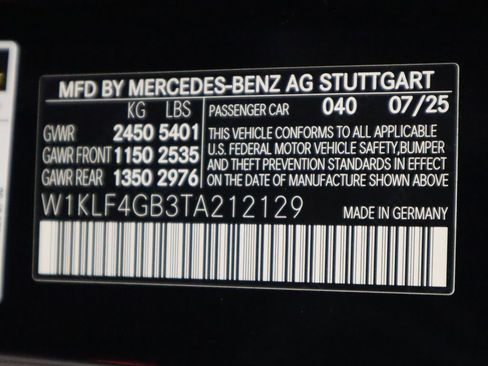 MFD BY MERCEDES-BENZ AG STUTTGART
KG LBS
GVWR 2450 5401
GAWR FRONT 1150 2535
GAWR REAR 1350 2976
PASSENGER CAR 040 07/25
THIS VEHICLE CONFORMS TO ALL APPLICABLE
U.S. FEDERAL MOTOR VEHICLE SAFETY, BUMPER
AND THEFT PREVENTION STANDARDS IN EFFECT
ON THE DATE OF MANUFACTURE SHOWN ABOVE
W1KLF4GB3TA212129 MADE IN GERMANY